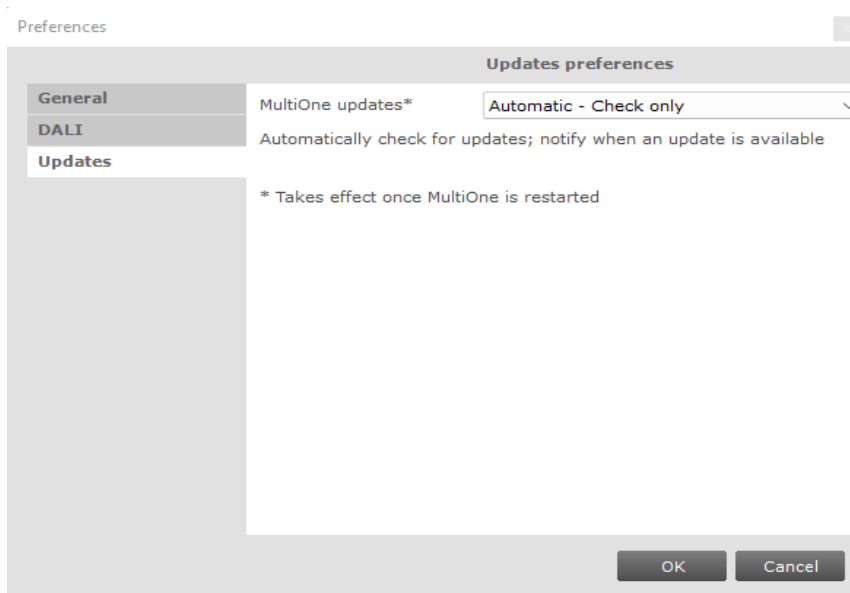 Preferences
Updates preferences
General
DALI
Updates
MultiOne updates*
Automatic - Check only
Automatically check for updates; notify when an update is available
* Takes effect once MultiOne is restarted
OK
Cancel